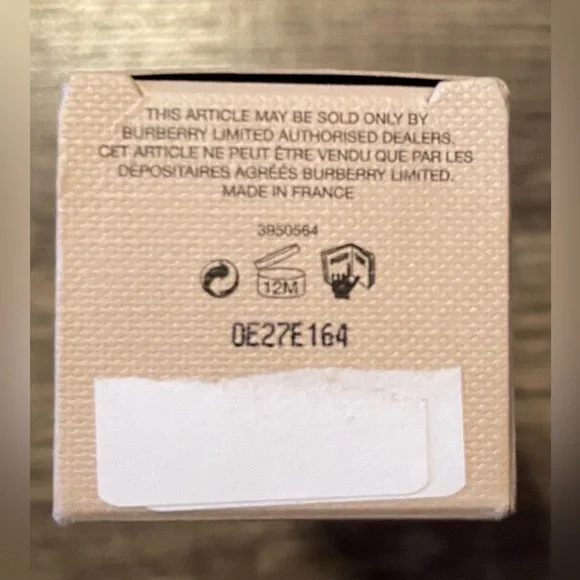 THIS ARTICLE MAY BE SOLD ONLY BY
BURBERRY LIMITED AUTHORISED DEALERS.
CET ARTICLE NE PEUT ÊTRE VENDU QUE PAR LES
DÉPOSITAIRES AGRÉÉS BURBERRY LIMITED.
MADE IN FRANCE
3950564
12M
0E27E164